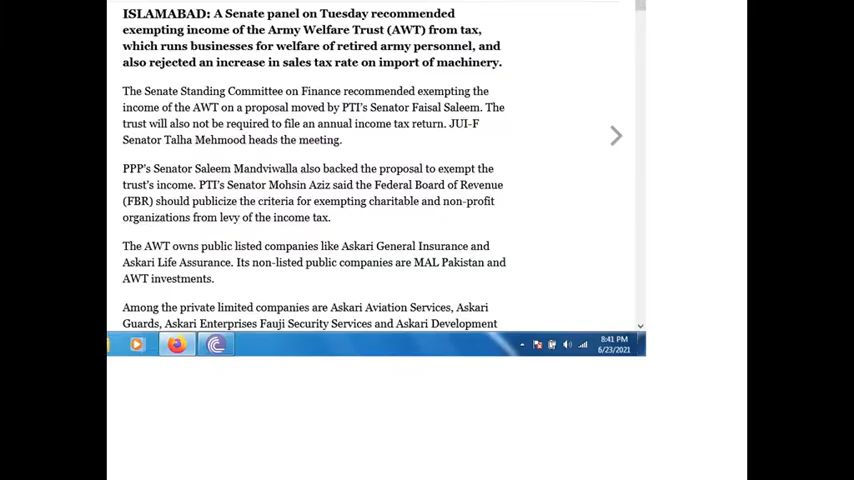 ISLAMABAD: A Senate panel on Tuesday recommended
exempting income of the Army Welfare Trust (AWT) from tax,
which runs businesses for welfare of retired army personnel, and
also rejected an increase in sales tax rate on import of machinery.
The Senate Standing Committee on Finance recommended exempting the
income of the AWT on a proposal moved by PTI's Senator Faisal Saleem. The
trust will also not be required to file an annual income tax return. JUI-F
Senator Talha Mehmood heads the meeting.
PPP's Senator Saleem Mandviwalla also backed the proposal to exempt the
trust's income. PTI's Senator Mohsin Aziz said the Federal Board of Revenue
(FBR) should publicize the criteria for exempting charitable and non-profit
organizations from levy of the income tax.
The AWT owns public listed companies like Askari General Insurance and
Askari Life Assurance. Its non-listed public companies are MAL Pakistan and
AWT investments.
Among the private limited companies are Askari Aviation Services, Askari
Guards, Askari Enterprises Fauji Security Services and Askari Development
8:41 PM
6/23/2021